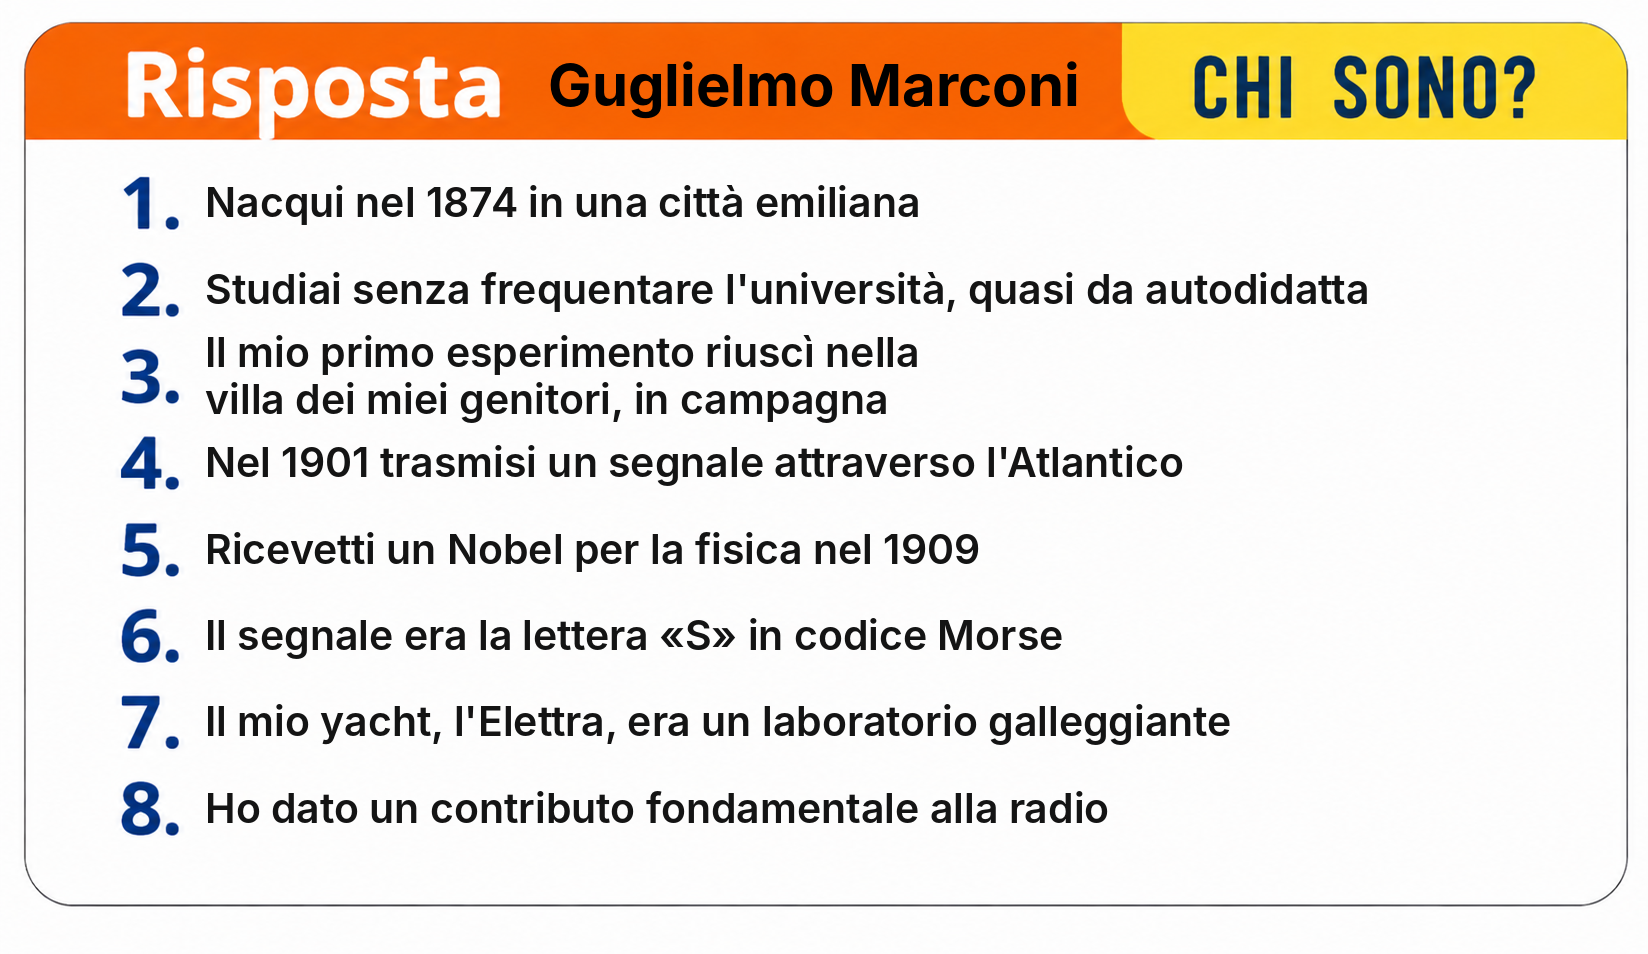 Risposta Guglielmo Marconi CHI SONO?
1. Nacqui nel 1874 in una città emiliana
2. Studiai senza frequentare l'università, quasi da autodidatta
3. Il mio primo esperimento riuscì nella
villa dei miei genitori, in campagna
4. Nel 1901 trasmisi un segnale attraverso l'Atlantico
5. Ricevetti un Nobel per la fisica nel 1909
6. Il segnale era la lettera «S» in codice Morse
7. Il mio yacht, l'Elettra, era un laboratorio galleggiante
8. Ho dato un contributo fondamentale alla radio